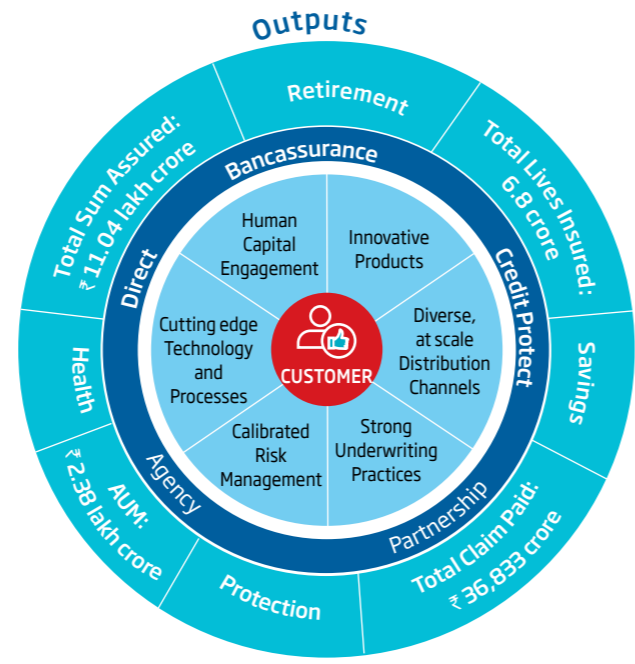 Outputs
Retirement
Total Lives Insured:
6.8 crore
Savings
Total Claim Paid:
₹ 36,833 crore
Protection
AUM:
₹ 2.38 lakh crore
Health
Total Sum Assured:
₹ 11.04 lakh crore
Bancassurance
Credit Protect
Partnership
Agency
Direct
Human
Capital
Engagement
Innovative
Products
Diverse,
at scale
Distribution
Channels
Strong
Underwriting
Practices
Calibrated
Risk
Management
Cutting edge
Technology
and
Processes
CUSTOMER